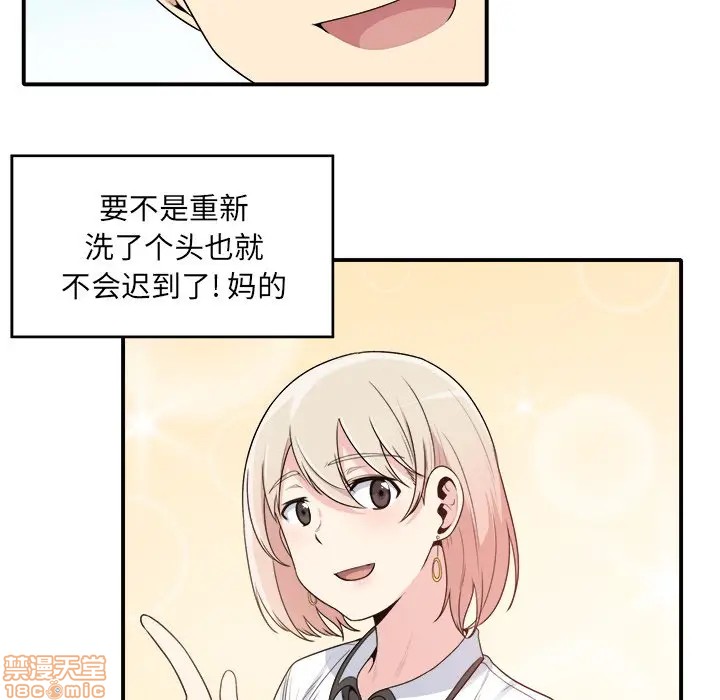 要不是重新
洗了个头也就
不会迟到了!妈的
禁漫天堂
18comic